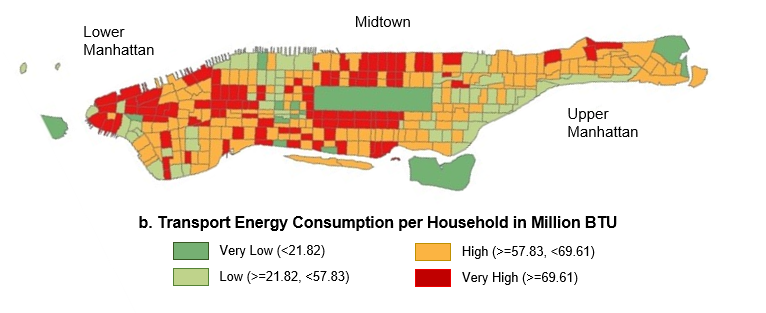 Midtown
Lower
Manhattan
Upper
Manhattan
b. Transport Energy Consumption per Household in Million BTU
Very Low (<21.82)
High (>=57.83, <69.61)
Low (>=21.82, <57.83)
Very High (>=69.61)